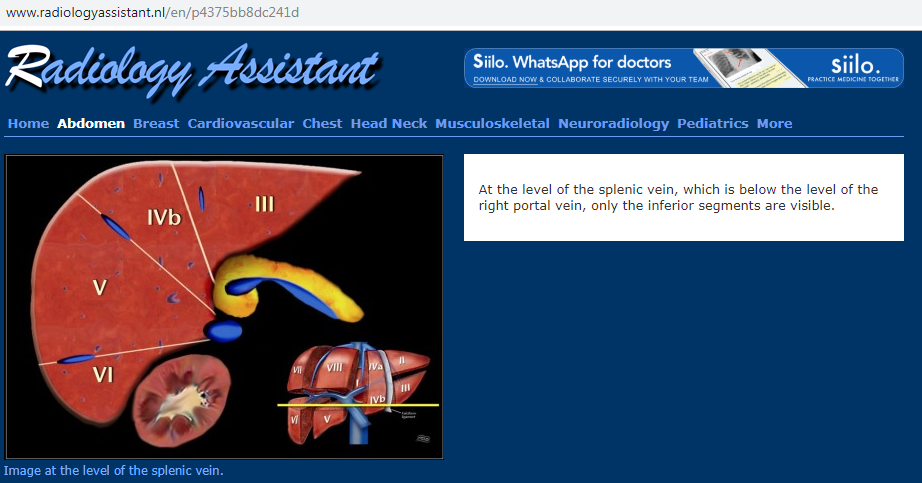 www.radiologyassistant.nl/en/p4375bb8dc241d
Radiology Assistant
Siilo. WhatsApp for doctors
DOWNLOAD NOW & COLLABORATE SECURELY WITH YOUR TEAM
siilo.
PRACTICE MEDICINE TOGETHER
Home Abdomen Breast Cardiovascular Chest Head Neck Musculoskeletal Neuroradiology Pediatrics More
III
IVb
V
VI
VII
VIII
I
IVa
II
III
IVb
VI
V
Falciform
ligament
Image at the level of the splenic vein.
At the level of the splenic vein, which is below the level of the
right portal vein, only the inferior segments are visible.